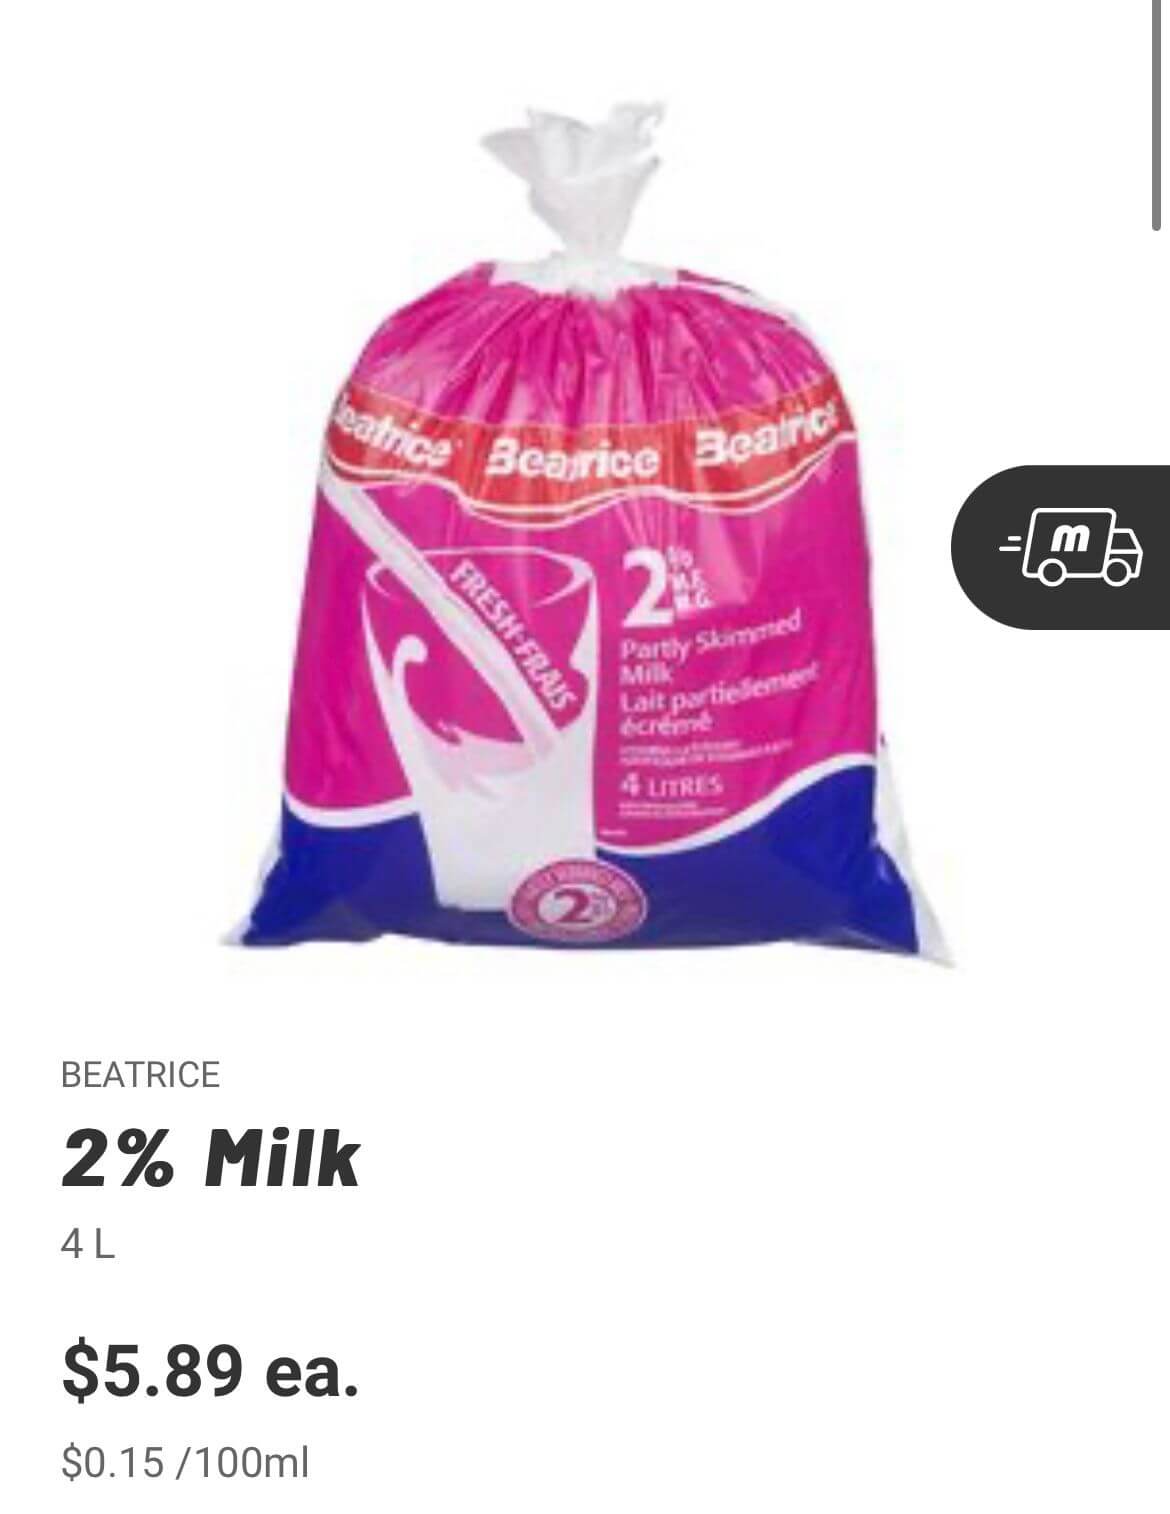 Beatrice Beatrice Beatrice
FRESH-FRAIS
2%
M.F.
M.G.
Partly Skimmed
Milk
Lait partiellement
écrémé
4 LITRES
2%
m
BEATRICE
2% Milk
4 L
$5.89 ea.
$0.15 /100ml